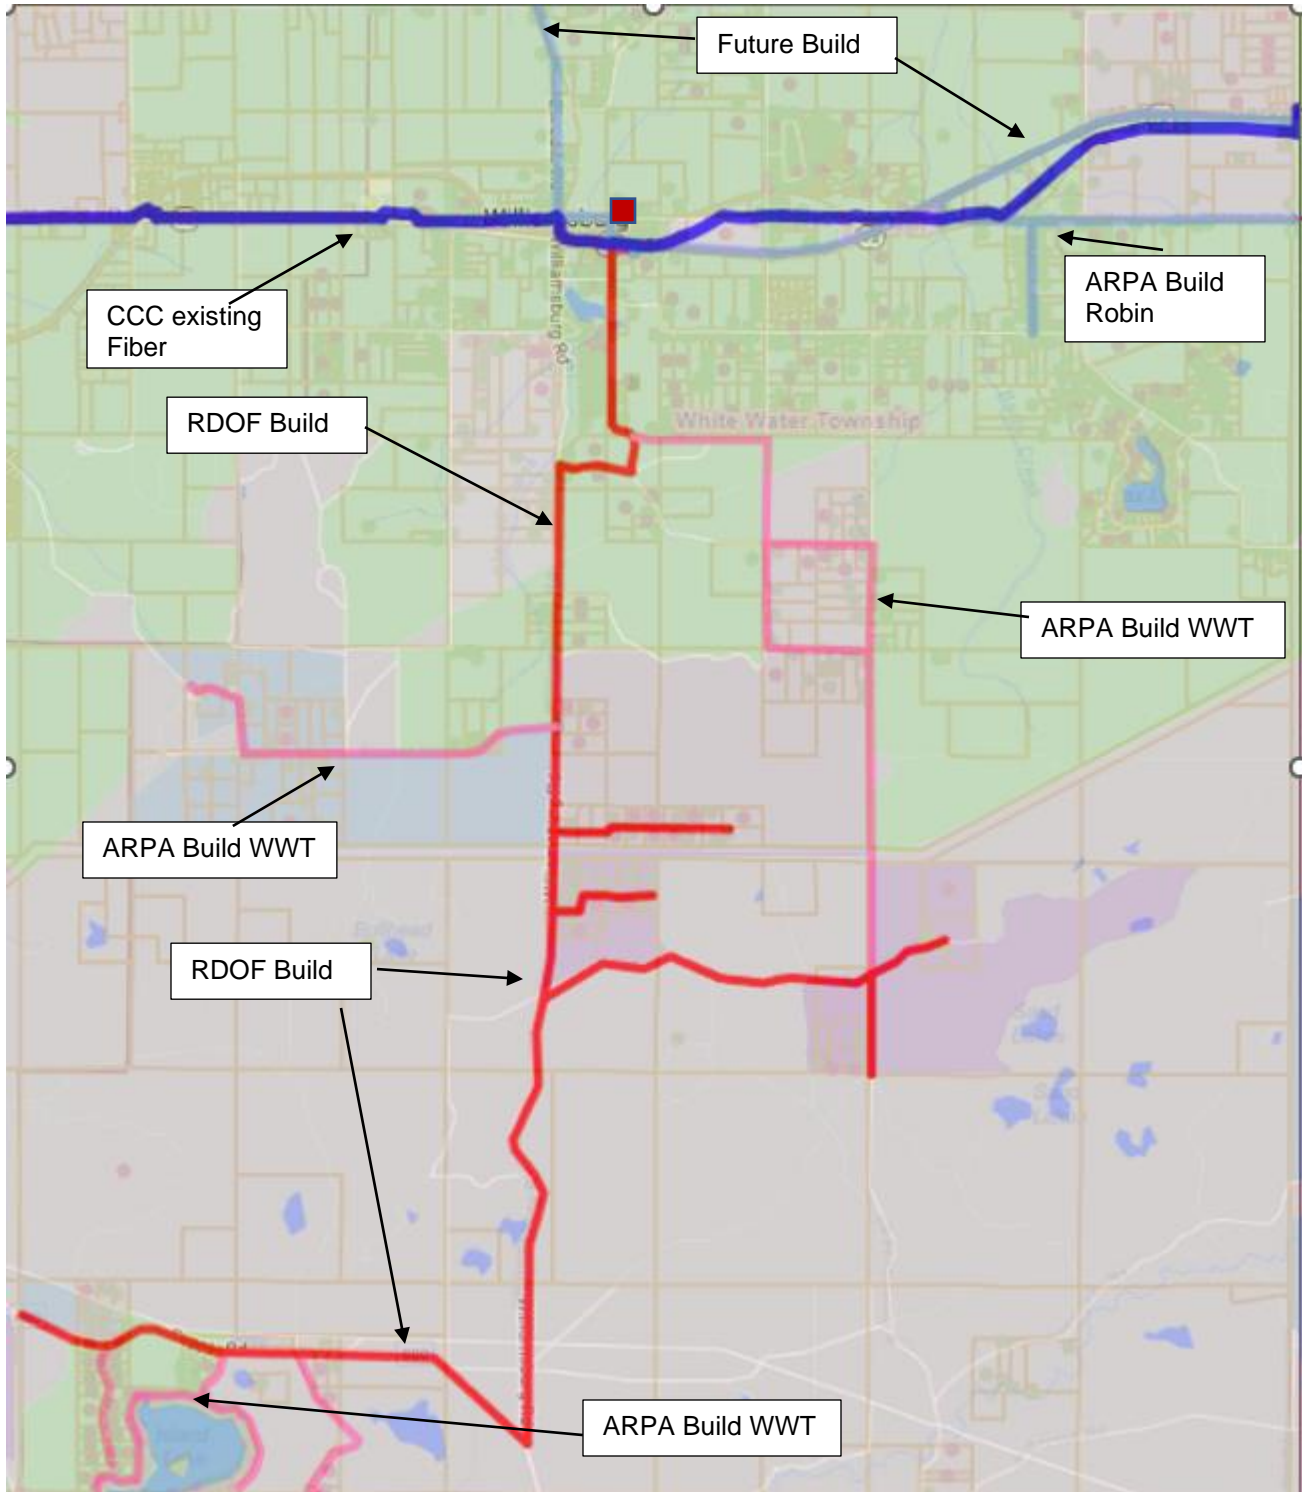 Future Build
ARPA Build
Robin
CCC existing
Fiber
RDOF Build
White Water Township
ARPA Build WWT
ARPA Build WWT
RDOF Build
Island
ARPA Build WWT